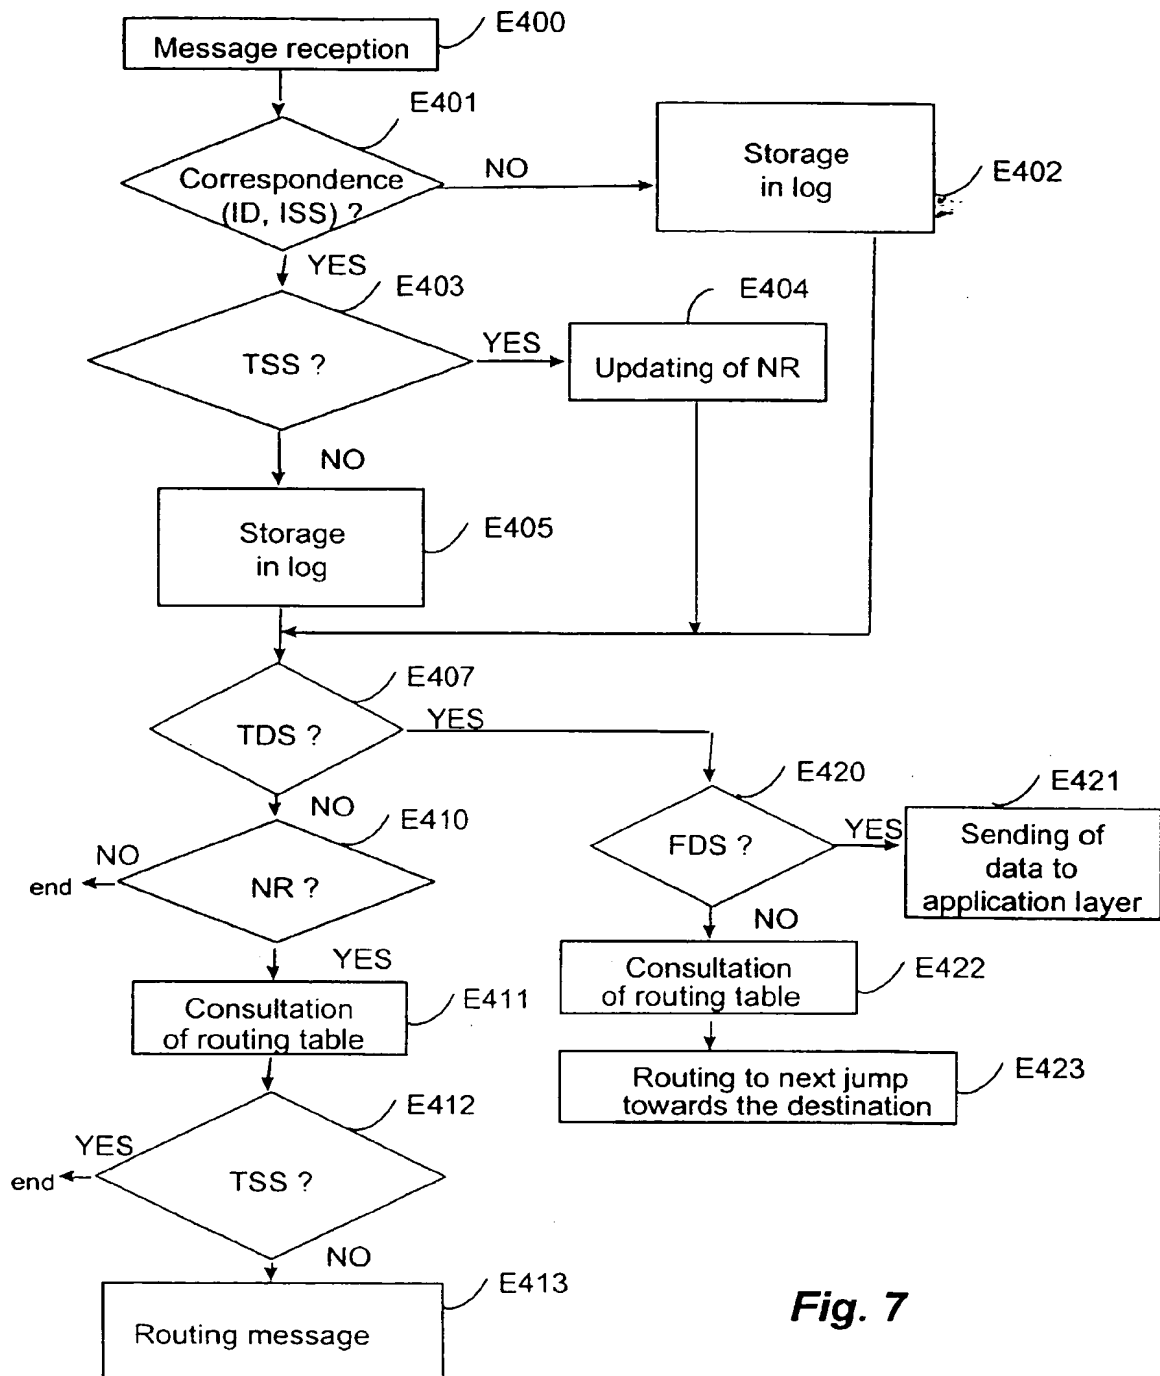 Message reception
E400
E401
Correspondence
(ID, ISS) ?
NO
Storage
in log
E402
YES
E403
TSS ?
YES
E404
Updating of NR
NO
Storage
in log
E405
E407
TDS ?
YES
NO
E410
NR ?
NO
end
YES
E420
FDS ?
YES
E421
Sending of
data to
application layer
NO
Consultation
of routing table
E411
Consultation
of routing table
E422
Routing to next jump
towards the destination
E423
E412
TSS ?
YES
end
NO
E413
Routing message
Fig. 7